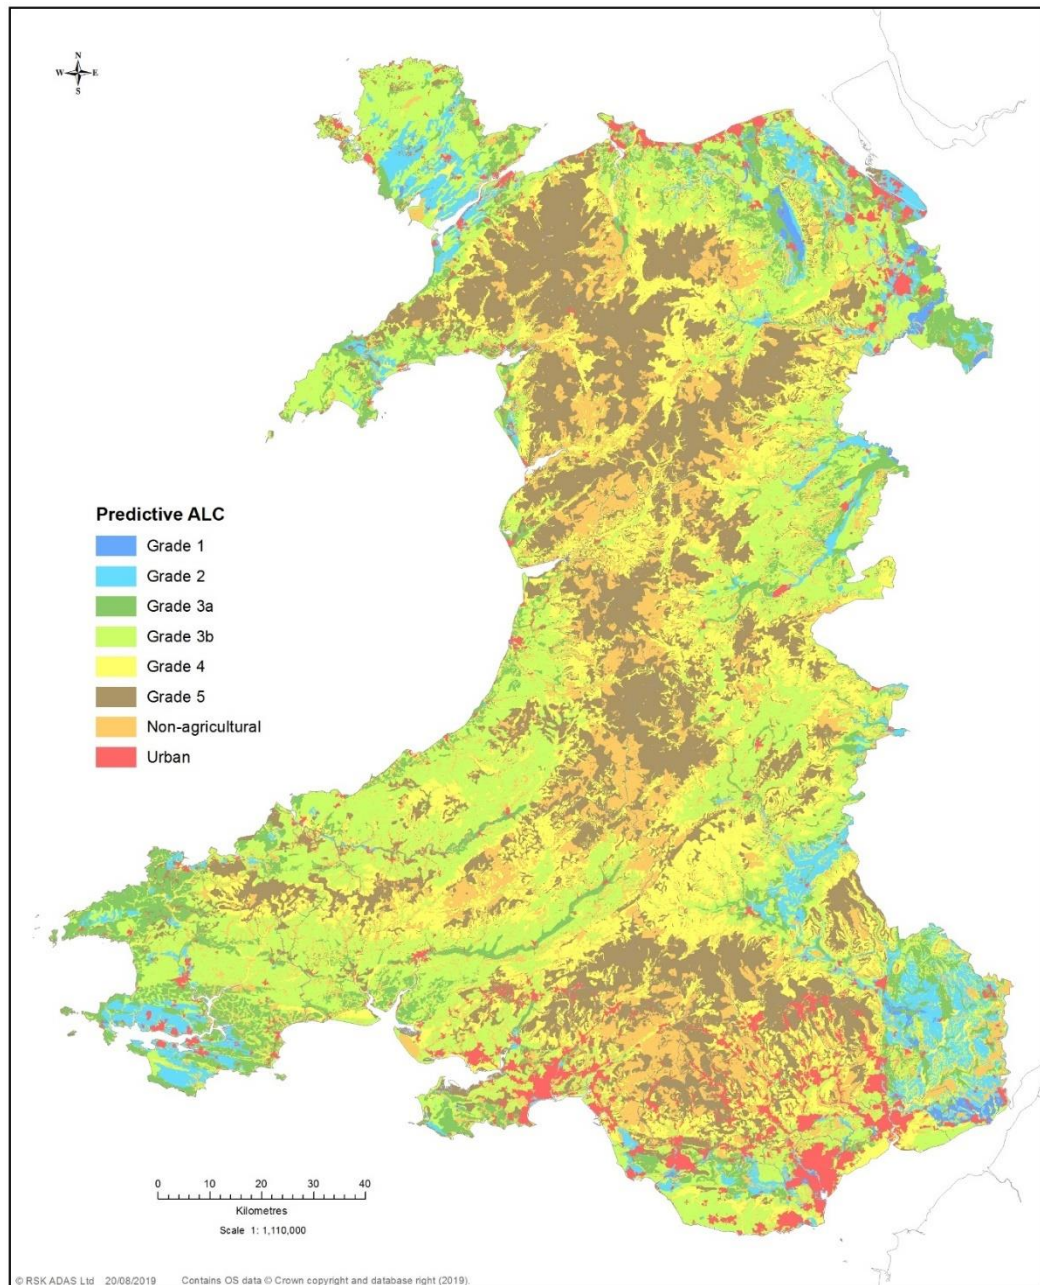 N
W E
S
Predictive ALC
Grade 1
Grade 2
Grade 3a
Grade 3b
Grade 4
Grade 5
Non-agricultural
Urban
0 10 20 30 40
Kilometres
Scale 1: 1,110,000
© RSK ADAS Ltd 20/08/2019 Contains OS data © Crown copyright and database right (2019).